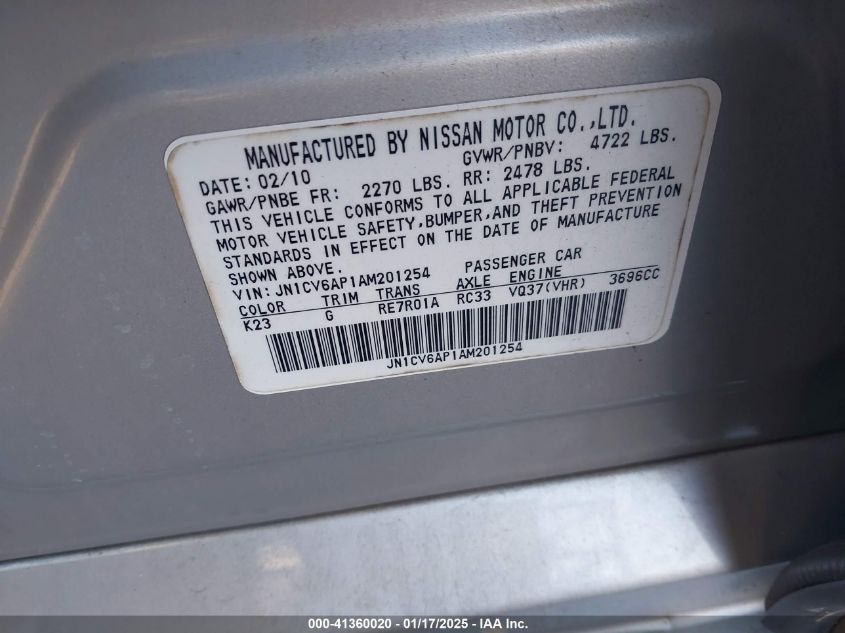 MANUFACTURED BY NISSAN MOTOR CO.,LTD.
DATE: 02/10 GVWR/PNBV: 4722 LBS.
GAWR/PNBE FR: 2270 LBS. RR: 2478 LBS.
THIS VEHICLE CONFORMS TO ALL APPLICABLE FEDERAL
MOTOR VEHICLE SAFETY,BUMPER,AND THEFT PREVENTION
STANDARDS IN EFFECT ON THE DATE OF MANUFACTURE
SHOWN ABOVE.
VIN: JN1CV6AP1AM201254 PASSENGER CAR
COLOR TRIM TRANS AXLE ENGINE
K23 G RE7R01A RC33 VQ37(VHR) 3696CC
JN1CV6AP1AM201254
000-41360020 - 01/17/2025 - IAA Inc.